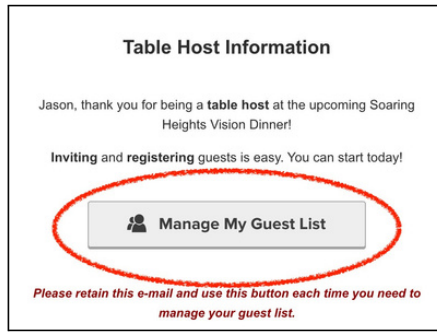 Table Host Information
Jason, thank you for being a table host at the upcoming Soaring
Heights Vision Dinner!
Inviting and registering guests is easy. You can start today!
Manage My Guest List
Please retain this e-mail and use this button each time you need to
manage your guest list.